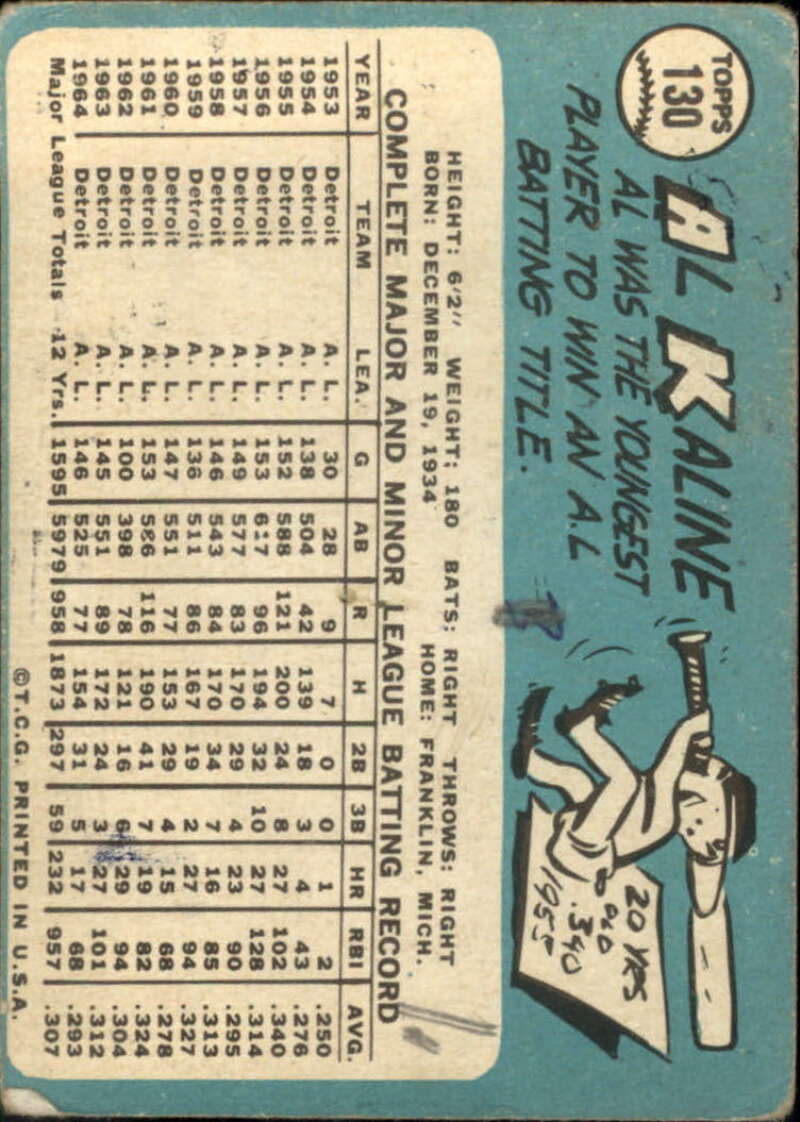 TOPPS
130
AL KALINE
AL WAS THE YOUNGEST
PLAYER TO WIN AN A.L
BATTING TITLE.
20 YRS
OLD
.340
1955
HEIGHT: 6'2" WEIGHT: 180 BATS: RIGHT THROWS: RIGHT
BORN: DECEMBER 19, 1934 HOME: FRANKLIN, MICH.
COMPLETE MAJOR AND MINOR LEAGUE BATTING RECORD
YEAR TEAM LEA. G AB R H 2B 3B HR RBI AVG.
1953 Detroit A. L. 30 28 9 7 0 0 1 2 .250
1954 Detroit A. L. 138 504 42 139 18 3 4 43 .276
1955 Detroit A. L. 152 588 121 200 24 8 27 102 .340
1956 Detroit A. L. 153 617 96 194 32 10 27 128 .314
1957 Detroit A. L. 149 577 83 170 29 4 23 90 .295
1958 Detroit A. L. 146 543 84 170 34 7 16 85 .313
1959 Detroit A. L. 136 511 86 167 19 2 27 94 .327
1960 Detroit A. L. 147 551 77 153 29 4 15 68 .278
1961 Detroit A. L. 153 586 116 190 41 7 19 82 .324
1962 Detroit A. L. 100 398 78 121 16 6 29 94 .304
1963 Detroit A. L. 145 551 89 172 24 3 27 101 .312
1964 Detroit A. L. 146 525 77 154 31 5 17 68 .293
Major League Totals 12 Yrs. 1595 5979 958 1873 297 59 232 957 .307
©T.C.G. PRINTED IN U.S.A.